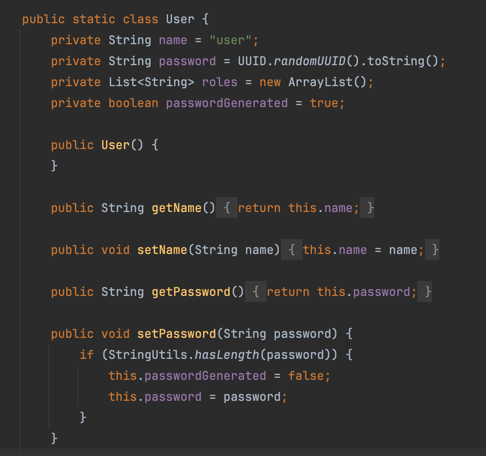 public static class User {
private String name = "user";
private String password = UUID.randomUUID().toString();
private List<String> roles = new ArrayList();
private boolean passwordGenerated = true;
public User() {
}
public String getName() { return this.name; }
public void setName(String name) { this.name = name; }
public String getPassword() { return this.password; }
public void setPassword(String password) {
if (StringUtils.hasLength(password)) {
this.passwordGenerated = false;
this.password = password;
}
}